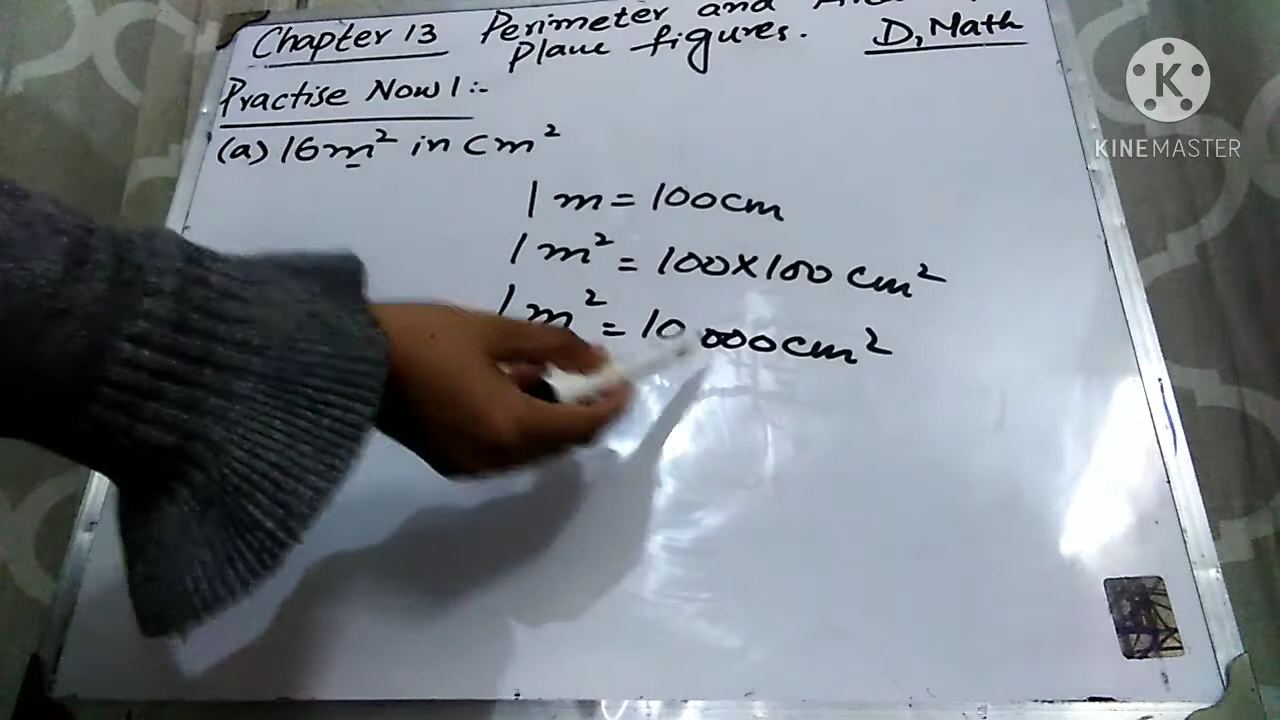 Chapter 13 Perimeter and
Plane figures. D, Math
Practise Now 1 :-
(a) 16m² in cm²
1 m = 100cm
1 m² = 100×100 cm²
1 m² = 10 000cm²
K
KINEMASTER